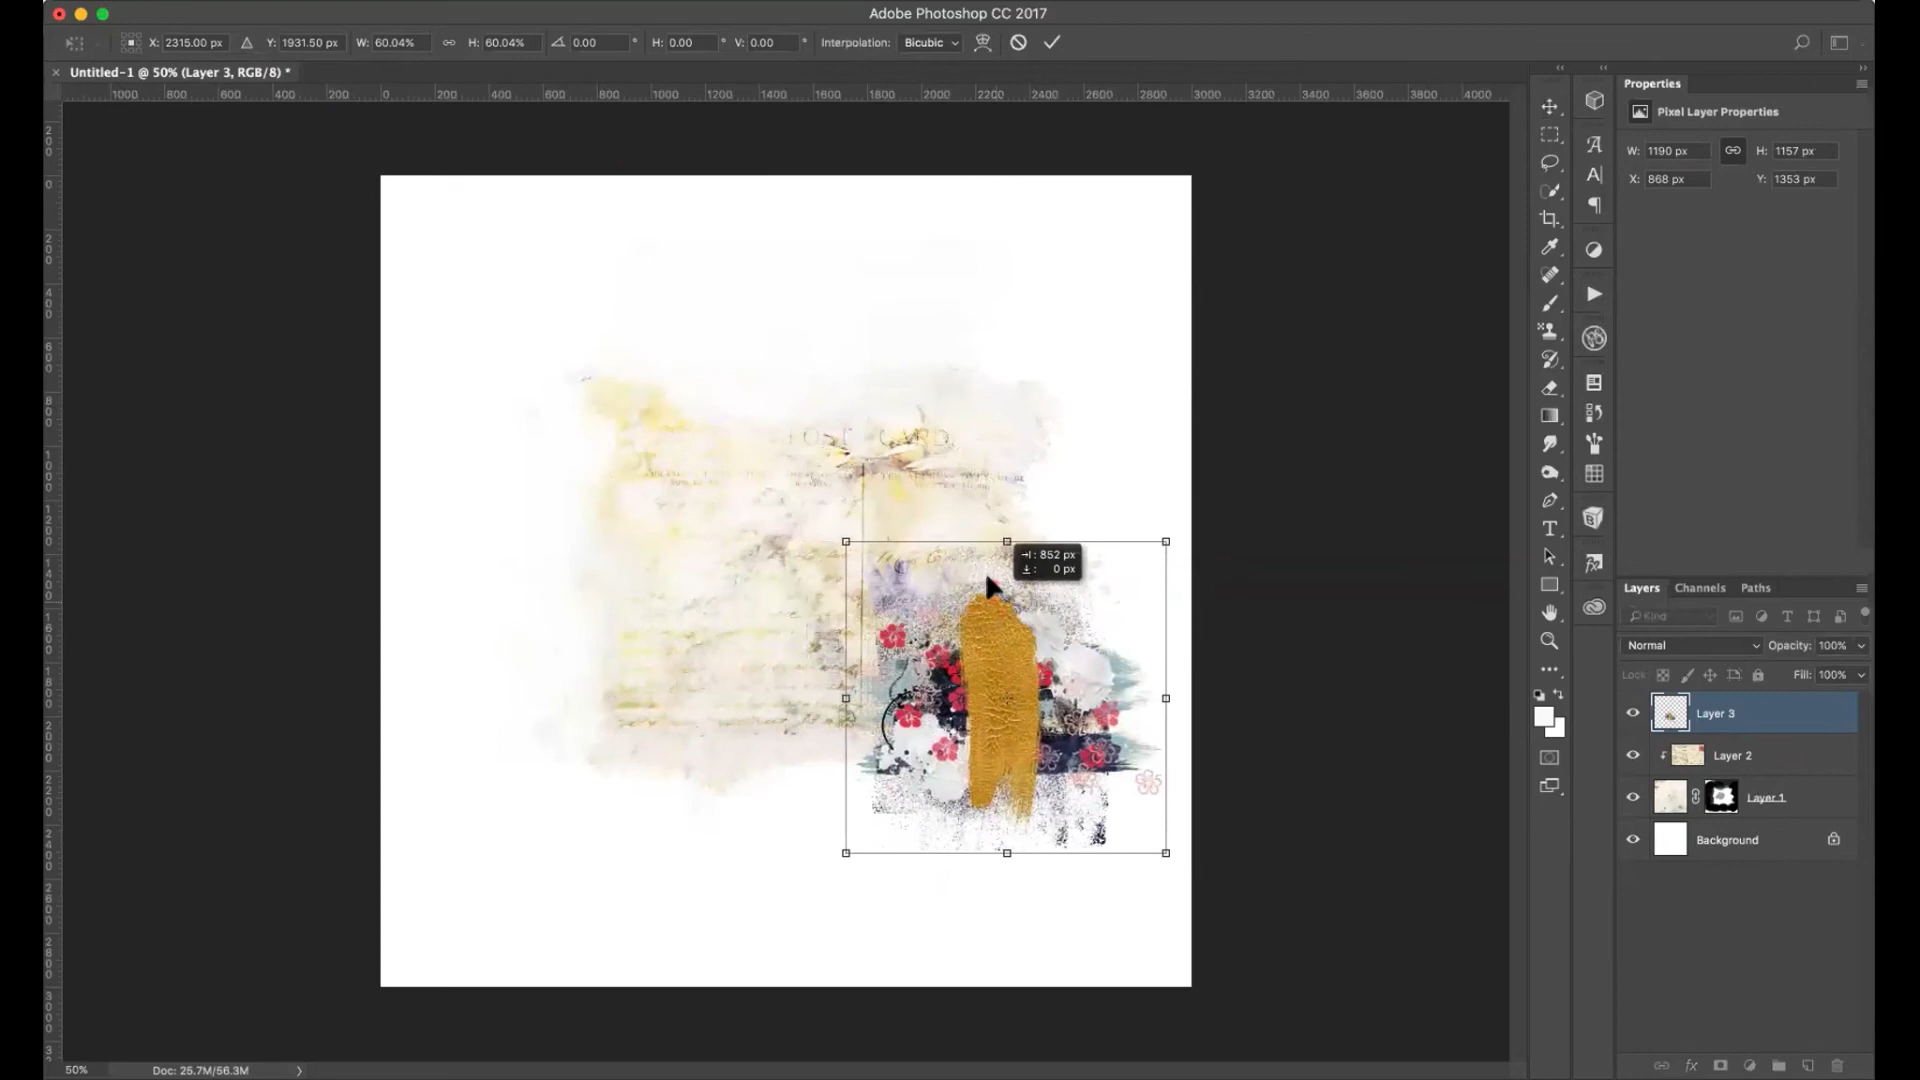 Adobe Photoshop CC 2017
X: 2315.00 px Y: 1931.50 px W: 60.04% H: 60.04% 0.00 ° H: 0.00 ° V: 0.00 ° Interpolation: Bicubic
× Untitled-1 @ 50% (Layer 3, RGB/8) *
1000 800 600 400 200 0 200 400 600 800 1000 1200 1400 1600 1800 2000 2200 2400 2600 2800 3000 3200 3400 3600 3800 4000
Properties
Pixel Layer Properties
W: 1190 px H: 1157 px
X: 868 px Y: 1353 px
CARD
: 852 px
: 0 px
Layers Channels Paths
Kind
Normal Opacity: 100%
Lock: Fill: 100%
Layer 3
Layer 2
Layer 1
Background
50% Doc: 25.7M/56.3M